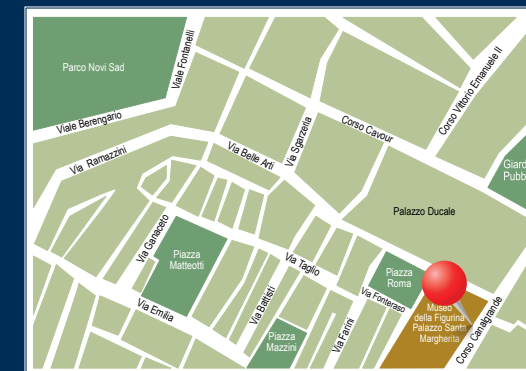 Parco Novi Sad
Viale Fontanelli
Viale Berengario
Via Ramazzini
Via Belle Arti
Via Sgarzeria
Corso Cavour
Corso Vittorio Emanuele II
Giard
Pubb
Palazzo Ducale
Via Ganaceto
Piazza
Matteotti
Via Taglio
Piazza
Roma
Via Emilia
Via Battisti
Via Fonteraso
Piazza
Mazzini
Via Farini
Museo
della Figurina
Palazzo Santa
Margherita
Corso Canalgrande